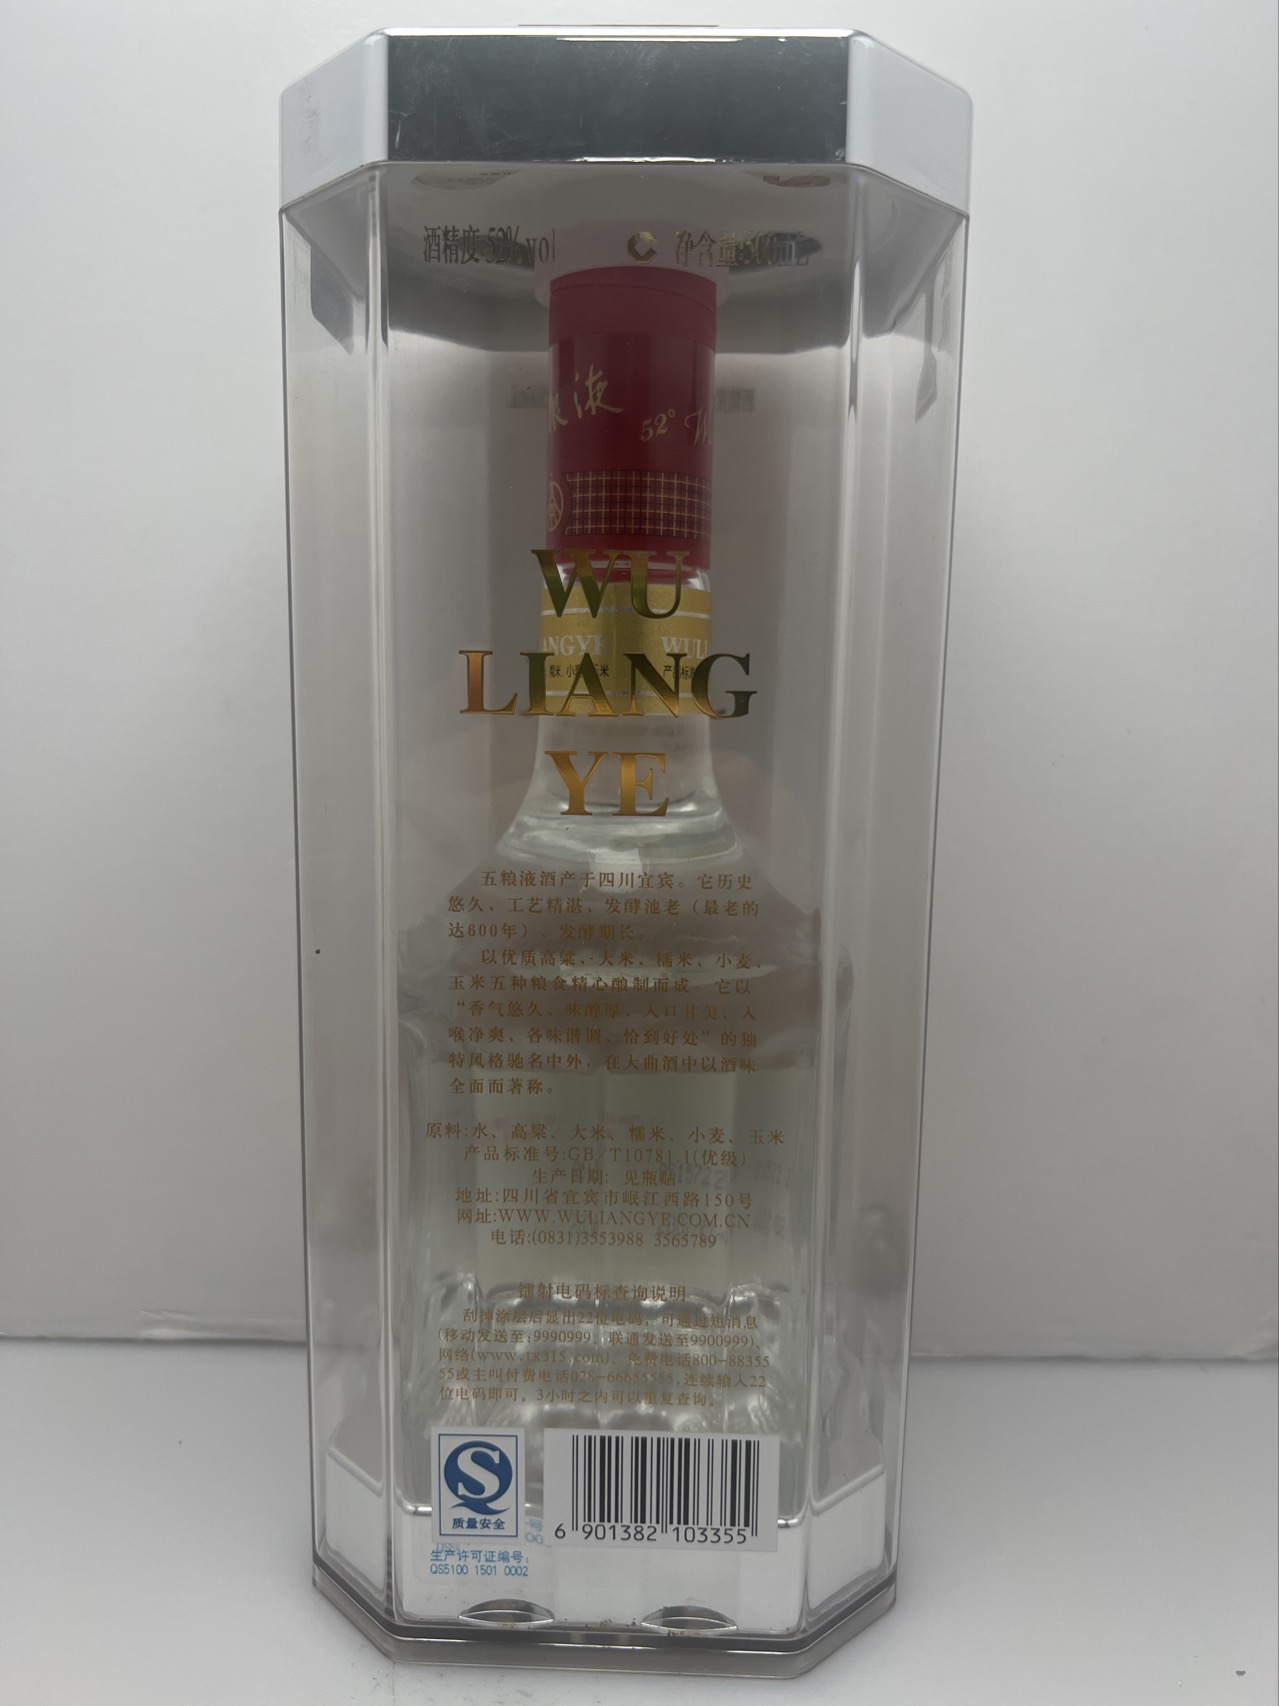 酒精度:52%vol 净含量:500mL
液 52° W
WU
LIANG
YE
ANGYE WULI
五粮液酒产于四川宜宾。它历史
悠久、工艺精湛、发酵池老(最老的
达600年)、发酵期长。
以优质高粱、大米、糯米、小麦、
玉米五种粮食精心酿制而成。它以
“香气悠久、味醇厚、入口甘美、入
喉净爽、各味谐调、恰到好处”的独
特风格驰名中外,在大曲酒中以酒味
全面而著称。
原料:水、高粱、大米、糯米、小麦、玉米
产品标准号:GB/T10781.1(优级)
生产日期: 见瓶贴
地址:四川省宜宾市岷江西路150号
网址:WWW.WULIANGYE.COM.CN
电话:(0831)3553988 3565789
镭射电码标查询说明
刮掉涂层后显出22位电码,可通过短消息
(移动发送至:9990999、联通发送至9900999)、
网络(www.tx315.com)、免费电话800-88355
55或主叫付费电话028-66655555,连续输入22
位电码即可。3小时之内可以重复查询。
质量安全
生产许可证编号:
QS5100 1501 0002
6 901382 103355